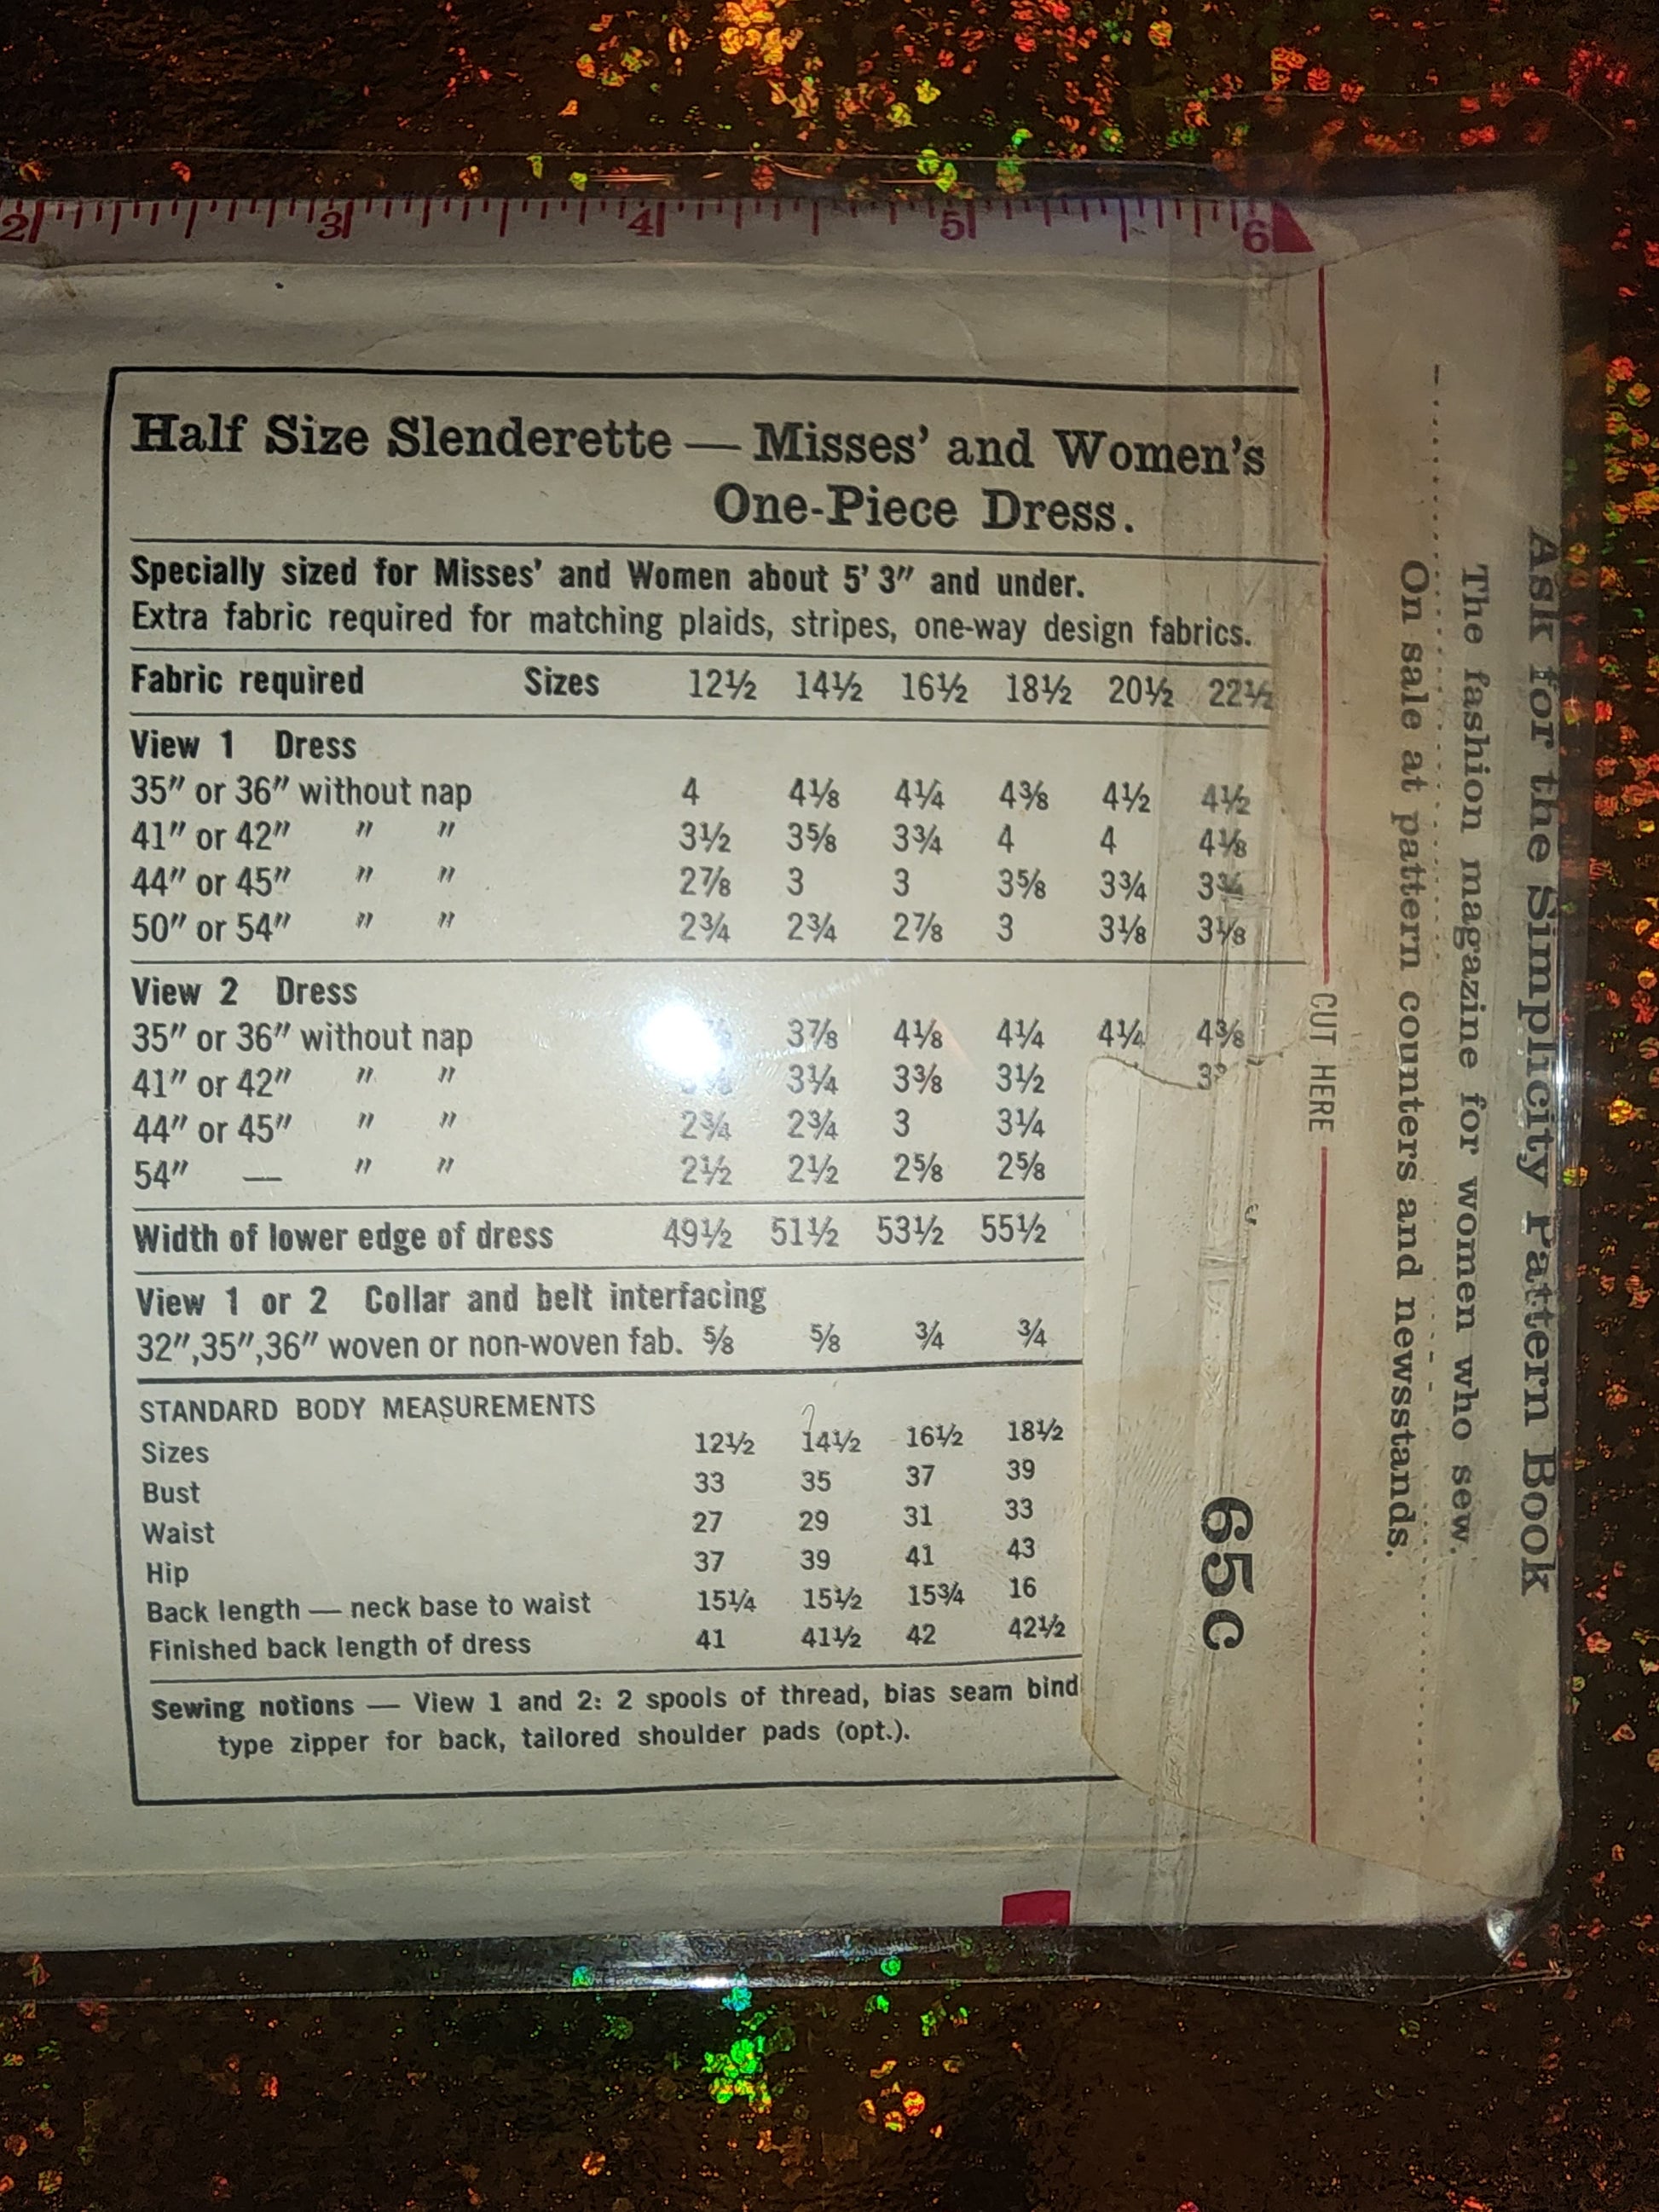 2 3 4 5 6
Half Size Slenderette — Misses' and Women's
One-Piece Dress.
Specially sized for Misses' and Women about 5' 3" and under.
Extra fabric required for matching plaids, stripes, one-way design fabrics.
Fabric required Sizes 12½ 14½ 16½ 18½ 20½ 22½
View 1 Dress
35" or 36" without nap 4 4⅛ 4¼ 4⅜ 4½ 4½
41" or 42" " " 3½ 3⅝ 3¾ 4 4 4⅛
44" or 45" " " 2⅞ 3 3 3⅝ 3¾ 3¾
50" or 54" " " 2¾ 2¾ 2⅞ 3 3⅛ 3⅛
View 2 Dress
35" or 36" without nap 3⅞ 4⅛ 4¼ 4¼ 4⅜
41" or 42" " " 3¼ 3⅜ 3½
44" or 45" " " 2¾ 2¾ 3 3¼
54" — " " 2½ 2½ 2⅝ 2⅝
Width of lower edge of dress 49½ 51½ 53½ 55½
View 1 or 2 Collar and belt interfacing
32",35",36" woven or non-woven fab. ⅝ ⅝ ¾ ¾
STANDARD BODY MEASUREMENTS
Sizes 12½ 14½ 16½ 18½
Bust 33 35 37 39
Waist 27 29 31 33
Hip 37 39 41 43
Back length — neck base to waist 15¼ 15½ 15¾ 16
Finished back length of dress 41 41½ 42 42½
Sewing notions — View 1 and 2: 2 spools of thread, bias seam bind
type zipper for back, tailored shoulder pads (opt.).
65c
CUT HERE
Ask for the Simplicity Pattern Book
The fashion magazine for women who sew.
On sale at pattern counters and newsstands.